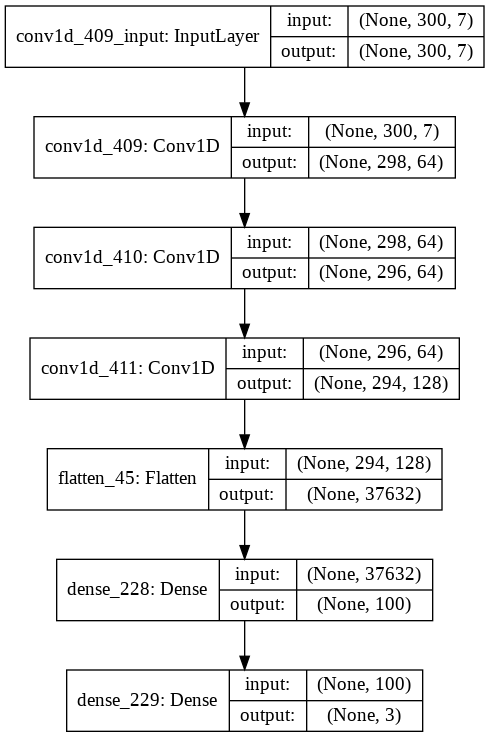 conv1d_409_input: InputLayer
input: (None, 300, 7)
output: (None, 300, 7)
conv1d_409: Conv1D
input: (None, 300, 7)
output: (None, 298, 64)
conv1d_410: Conv1D
input: (None, 298, 64)
output: (None, 296, 64)
conv1d_411: Conv1D
input: (None, 296, 64)
output: (None, 294, 128)
flatten_45: Flatten
input: (None, 294, 128)
output: (None, 37632)
dense_228: Dense
input: (None, 37632)
output: (None, 100)
dense_229: Dense
input: (None, 100)
output: (None, 3)